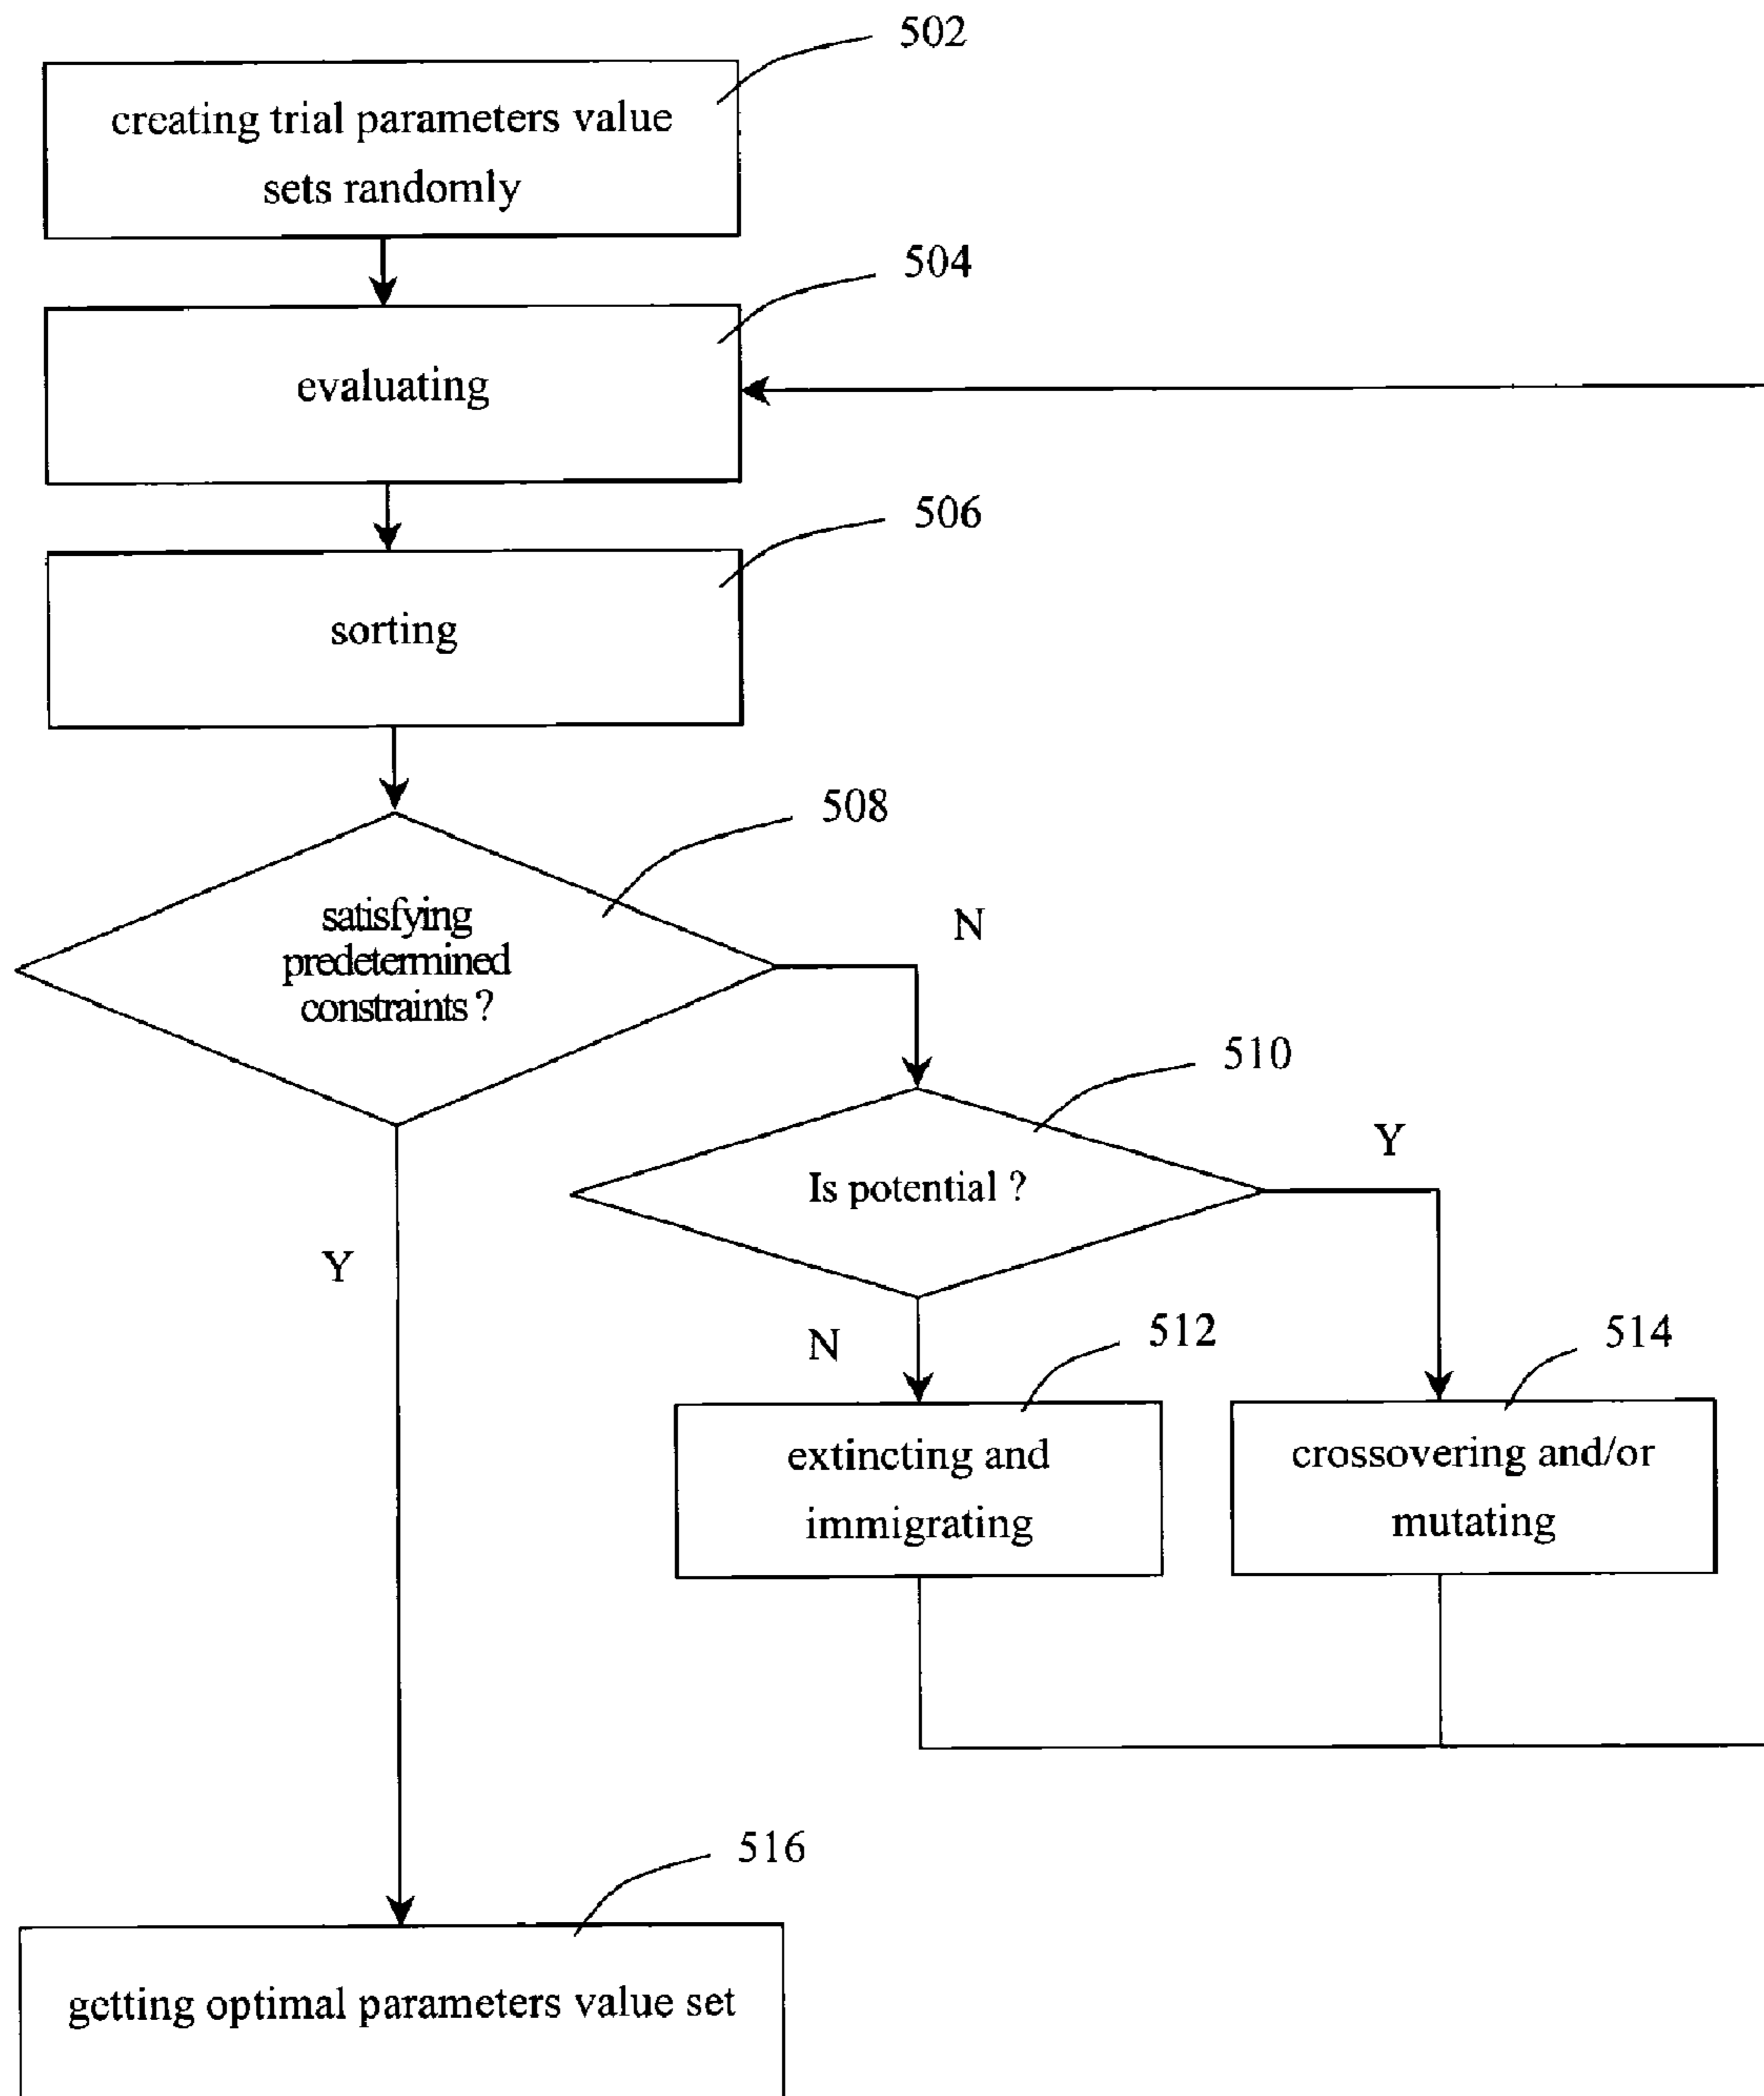 502
creating trial parameters value
sets randomly
504
evaluating
506
sorting
508
satisfying
predetermined
constraints ?
N
510
Is potential ?
Y
Y
N
512
514
extincting and
immigrating
crossovering and/or
mutating
516
getting optimal parameters value set